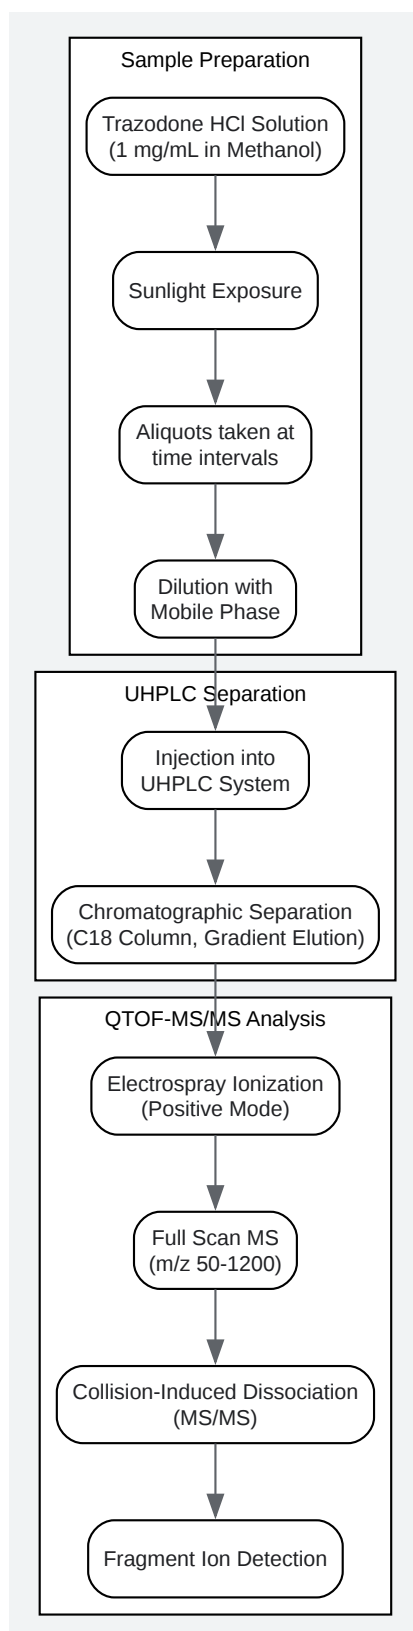 Sample Preparation
Trazodone HCl Solution
(1 mg/mL in Methanol)
Sunlight Exposure
Aliquots taken at
time intervals
Dilution with
Mobile Phase
UHPLC Separation
Injection into
UHPLC System
Chromatographic Separation
(C18 Column, Gradient Elution)
QTOF-MS/MS Analysis
Electrospray Ionization
(Positive Mode)
Full Scan MS
(m/z 50-1200)
Collision-Induced Dissociation
(MS/MS)
Fragment Ion Detection